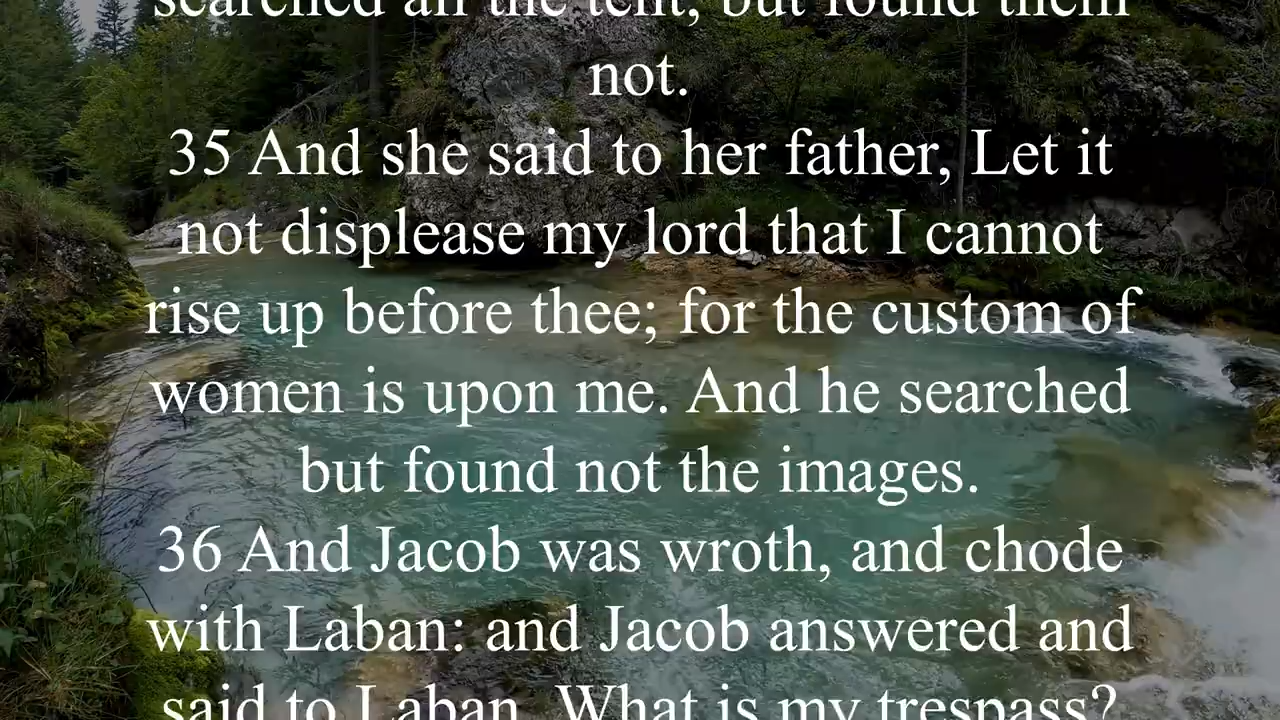 searched all the tent, but found them
not.
35 And she said to her father, Let it
not displease my lord that I cannot
rise up before thee; for the custom of
women is upon me. And he searched
but found not the images.
36 And Jacob was wroth, and chode
with Laban: and Jacob answered and
said to Laban, What is my trespass?